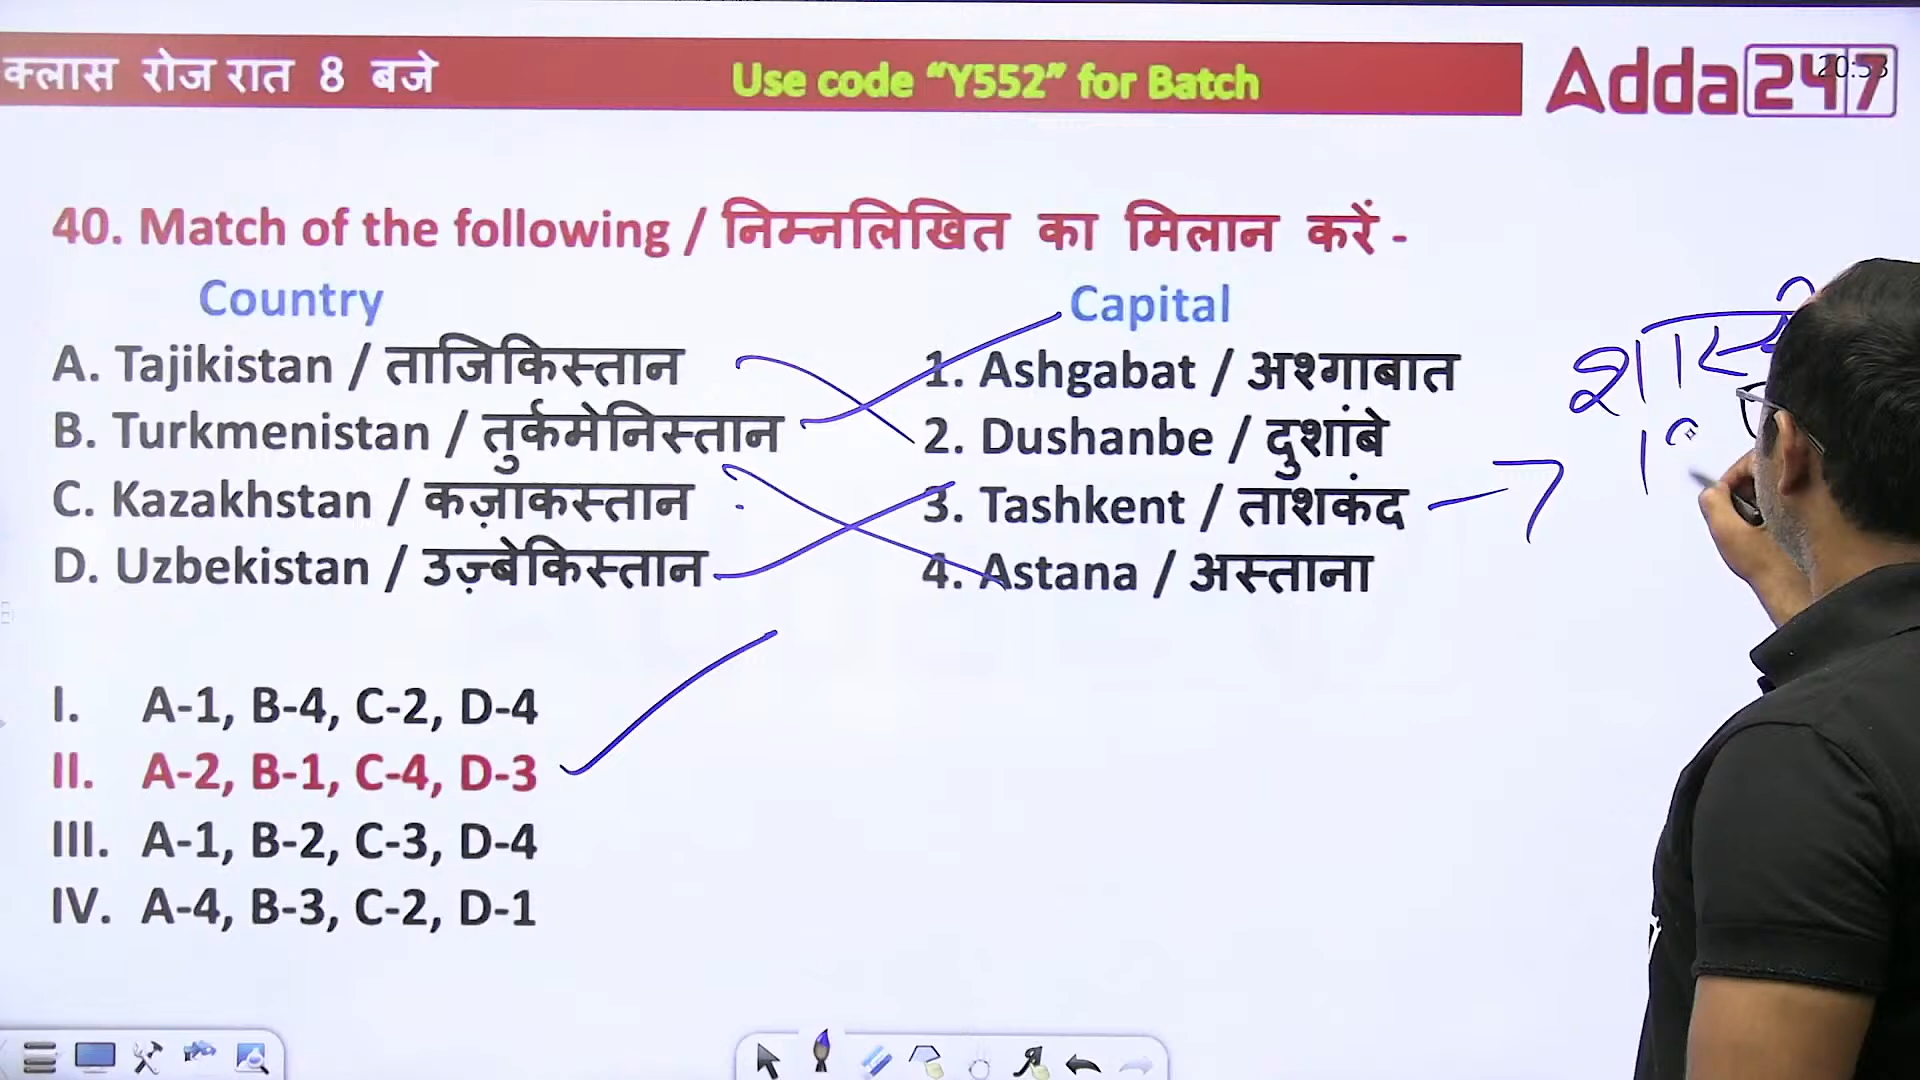 क्लास रोज रात 8 बजे
Use code “Y552” for Batch
Adda247
20:53
40. Match of the following / निम्नलिखित का मिलान करें -
Country
Capital
A. Tajikistan / ताजिकिस्तान
1. Ashgabat / अश्गाबात
B. Turkmenistan / तुर्कमेनिस्तान
2. Dushanbe / दुशांबे
C. Kazakhstan / कज़ाकस्तान
3. Tashkent / ताशकंद
D. Uzbekistan / उज़्बेकिस्तान
4. Astana / अस्ताना
I. A-1, B-4, C-2, D-4
II. A-2, B-1, C-4, D-3
III. A-1, B-2, C-3, D-4
IV. A-4, B-3, C-2, D-1